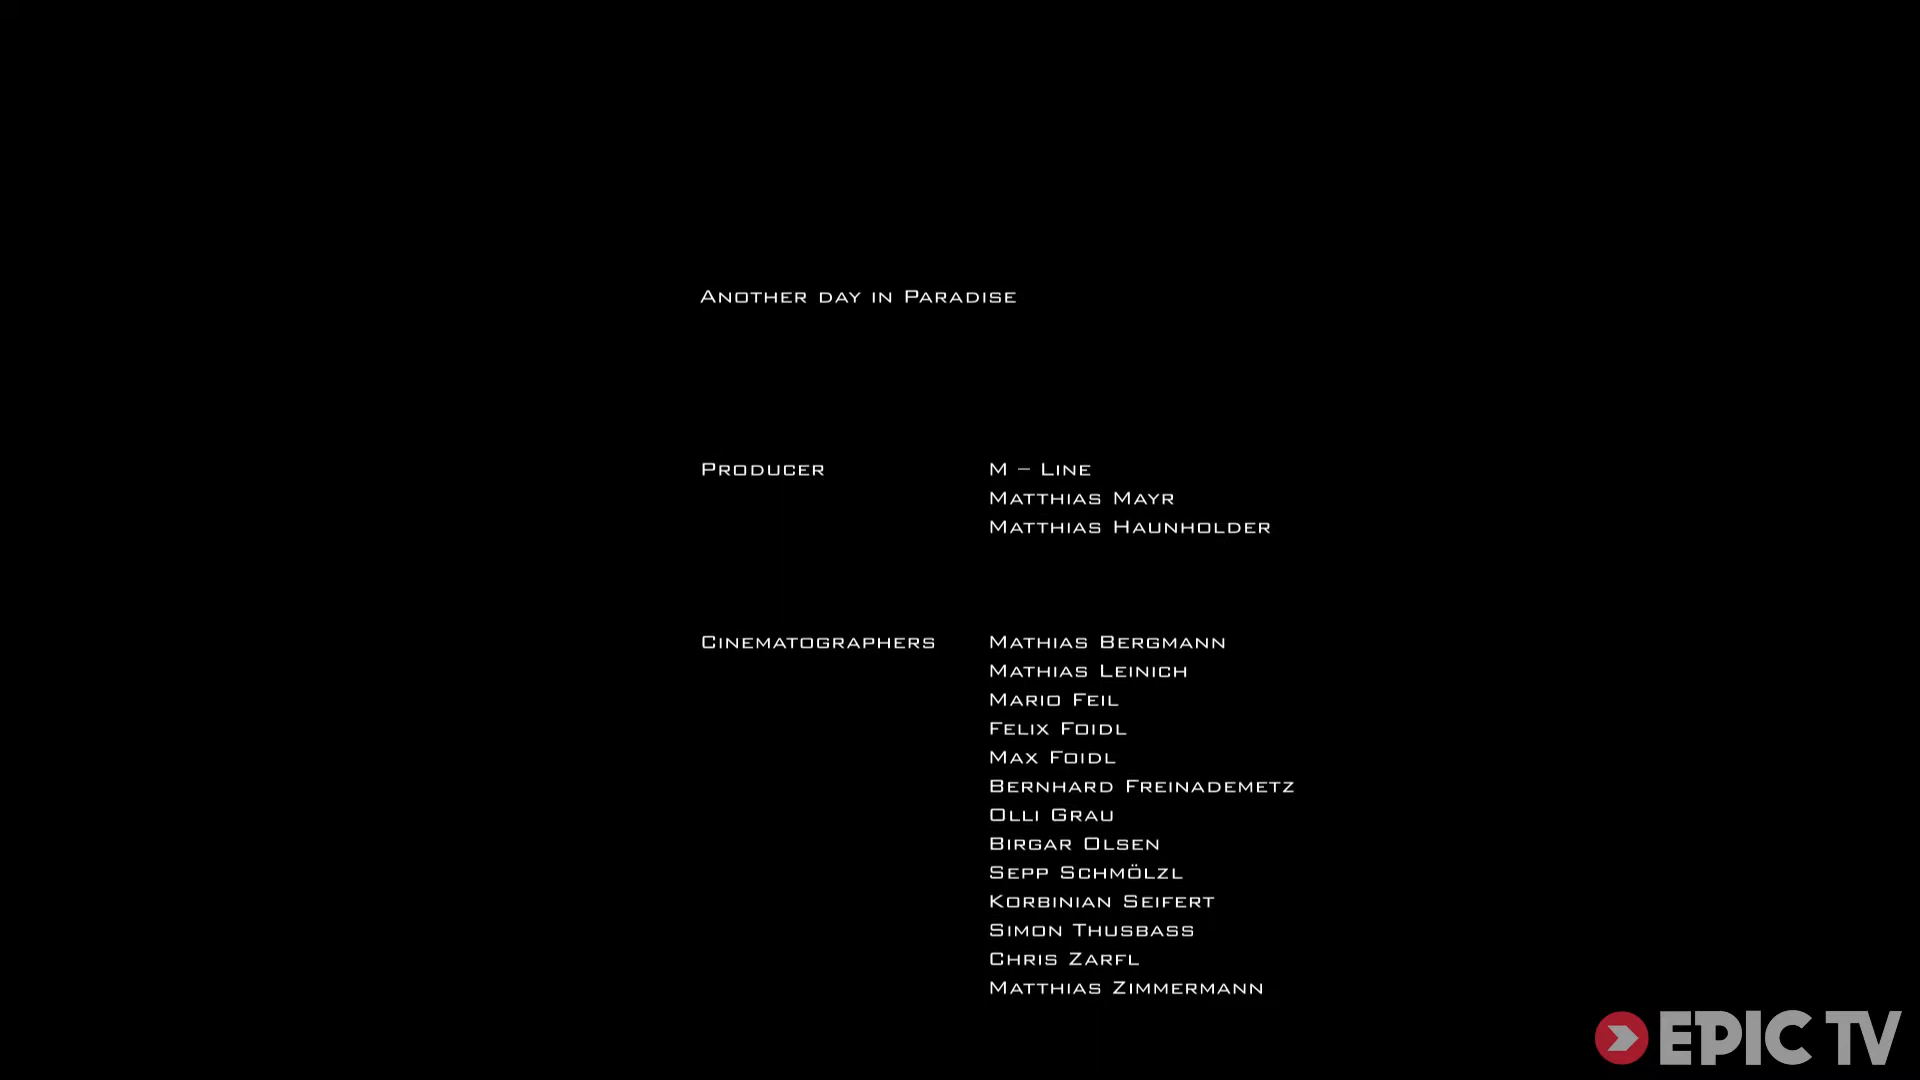 Another day in Paradise
Producer M – Line
Matthias Mayr
Matthias Haunholder
Cinematographers Mathias Bergmann
Mathias Leinich
Mario Feil
Felix Foidl
Max Foidl
Bernhard Freinademetz
Olli Grau
Birgar Olsen
Sepp Schmölzl
Korbinian Seifert
Simon Thusbass
Chris Zarfl
Matthias Zimmermann
EPIC TV